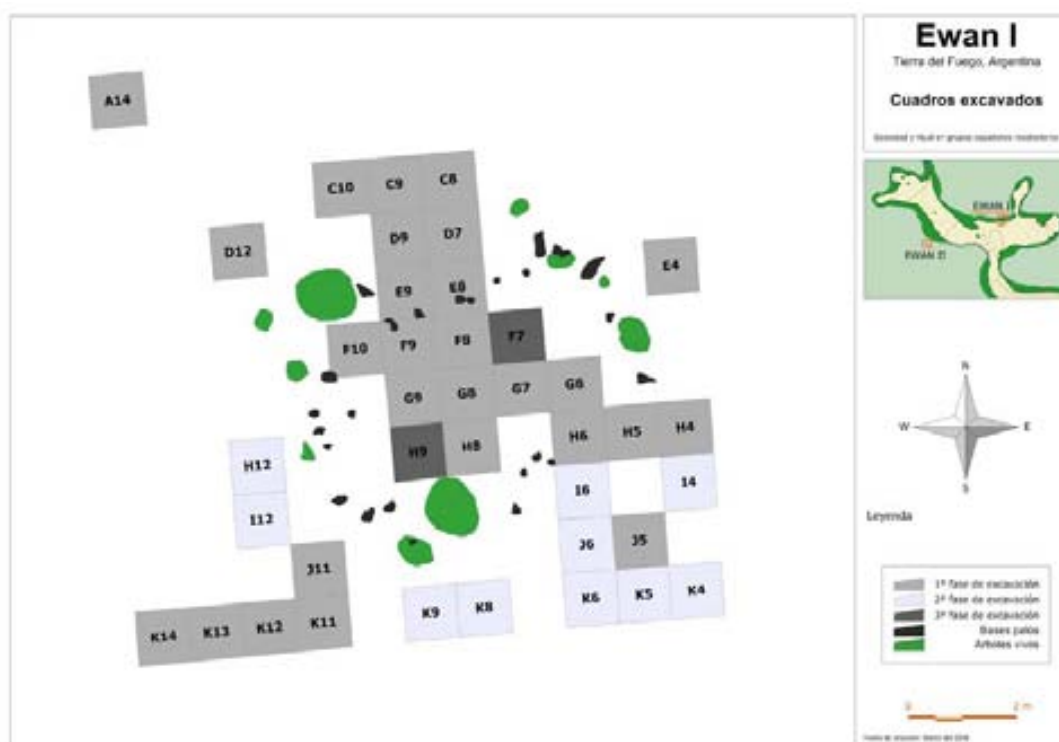 A14
C10 C9 C8
D12 D9 D7
E4
E9 E8
F10 F9 F8 F7
G9 G8 G7 G6
H9 H8 H6 H5 H4
H12
I6 I4
I12
J11 J6 J5
K14 K13 K12 K11 K9 K8 K6 K5 K4
Ewan I
Tierra del Fuego, Argentina
Cuadros excavados
EWAN I
EWAN II
N
W E
S
Leyenda
1ª fase de excavación
2ª fase de excavación
3ª fase de excavación
Bases palos
Árboles vivos
0 2 m